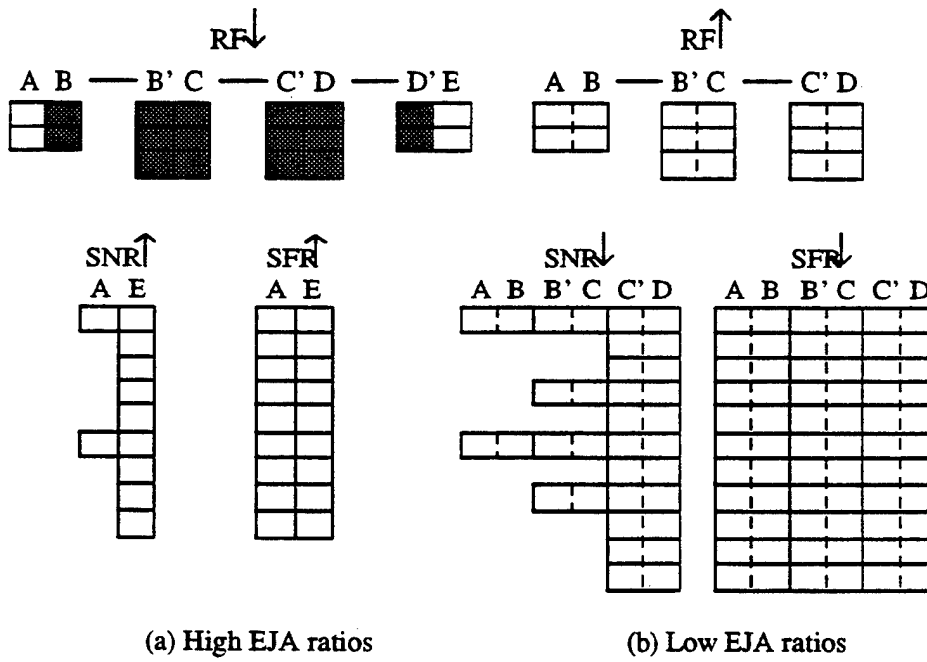 RF
RF
A B B' C C' D D' E
A B B' C C' D
SNR
SFR
SNR
SFR
A E
A E
A B B' C C' D
A B B' C C' D
(a) High EJA ratios
(b) Low EJA ratios